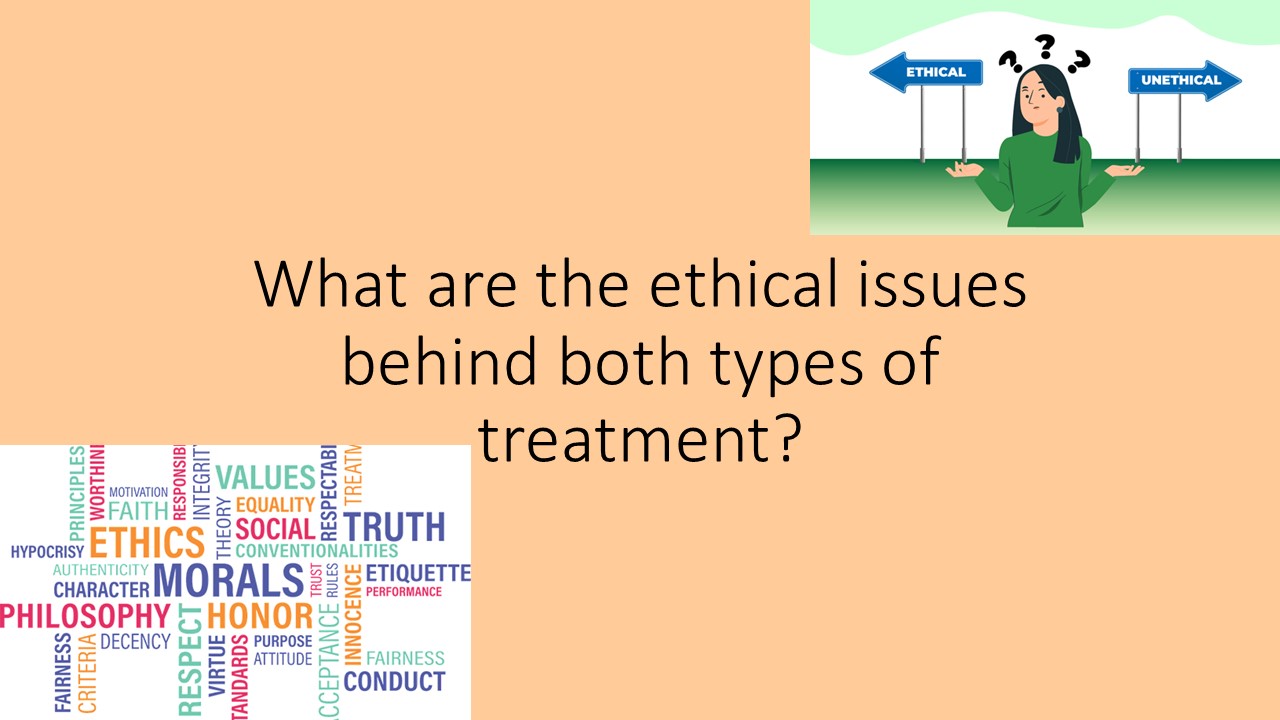 ETHICAL
UNETHICAL
? ? ?
What are the ethical issues
behind both types of
treatment?
PRINCIPLES
WORTHINI
MOTIVATION
FAITH
RESPONSIBI
INTEGRIT
VALUES
THEORY
EQUALITY
SOCIAL
RESPECTABI
TREATM
TRUTH
HYPOCRISY
ETHICS
CONVENTIONALITIES
AUTHENTICITY
CHARACTER
MORALS
TRUST
RULES
INNOCENCE
ETIQUETTE
PERFORMANCE
PHILOSOPHY
RESPECT
HONOR
ACCEPTANCE
FAIRNESS
CRITERIA
DECENCY
VIRTUE
TANDARDS
PURPOSE
ATTITUDE
FAIRNESS
CONDUCT